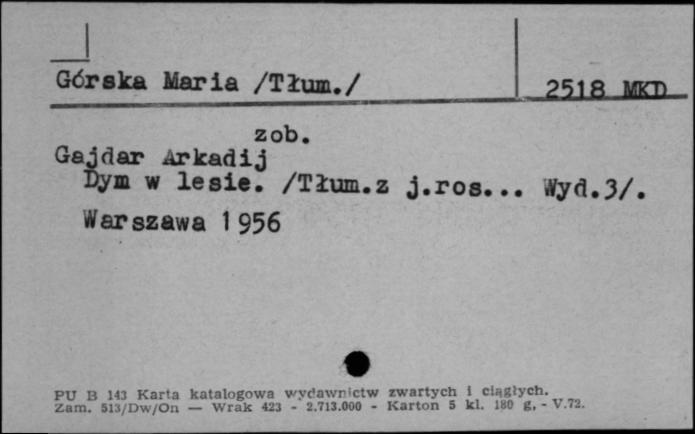 Górska Maria /Tłum./
2518 MKD
zob.
Gajdar Arkadij
Dym w lesie. /Tłum.z j.ros... Wyd.3/.
Warszawa 1956
PU B 143 Karta katalogowa wydawnictw zwartych i ciągłych.
Zam. 513/Dw/On — Wrak 423 - 2.713.000 - Karton 5 kl. 180 g, - V.72.